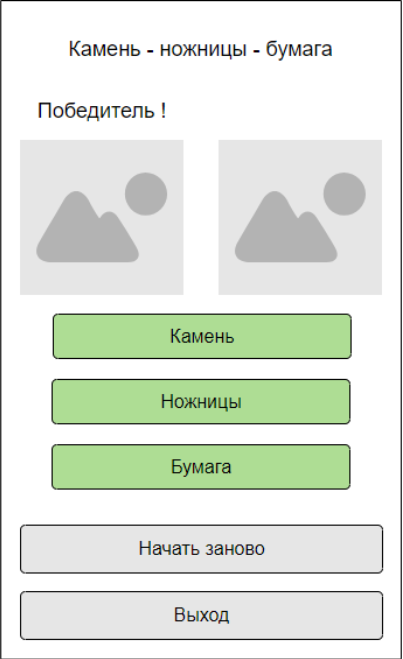 Камень - ножницы - бумага
Победитель !
Камень
Ножницы
Бумага
Начать заново
Выход